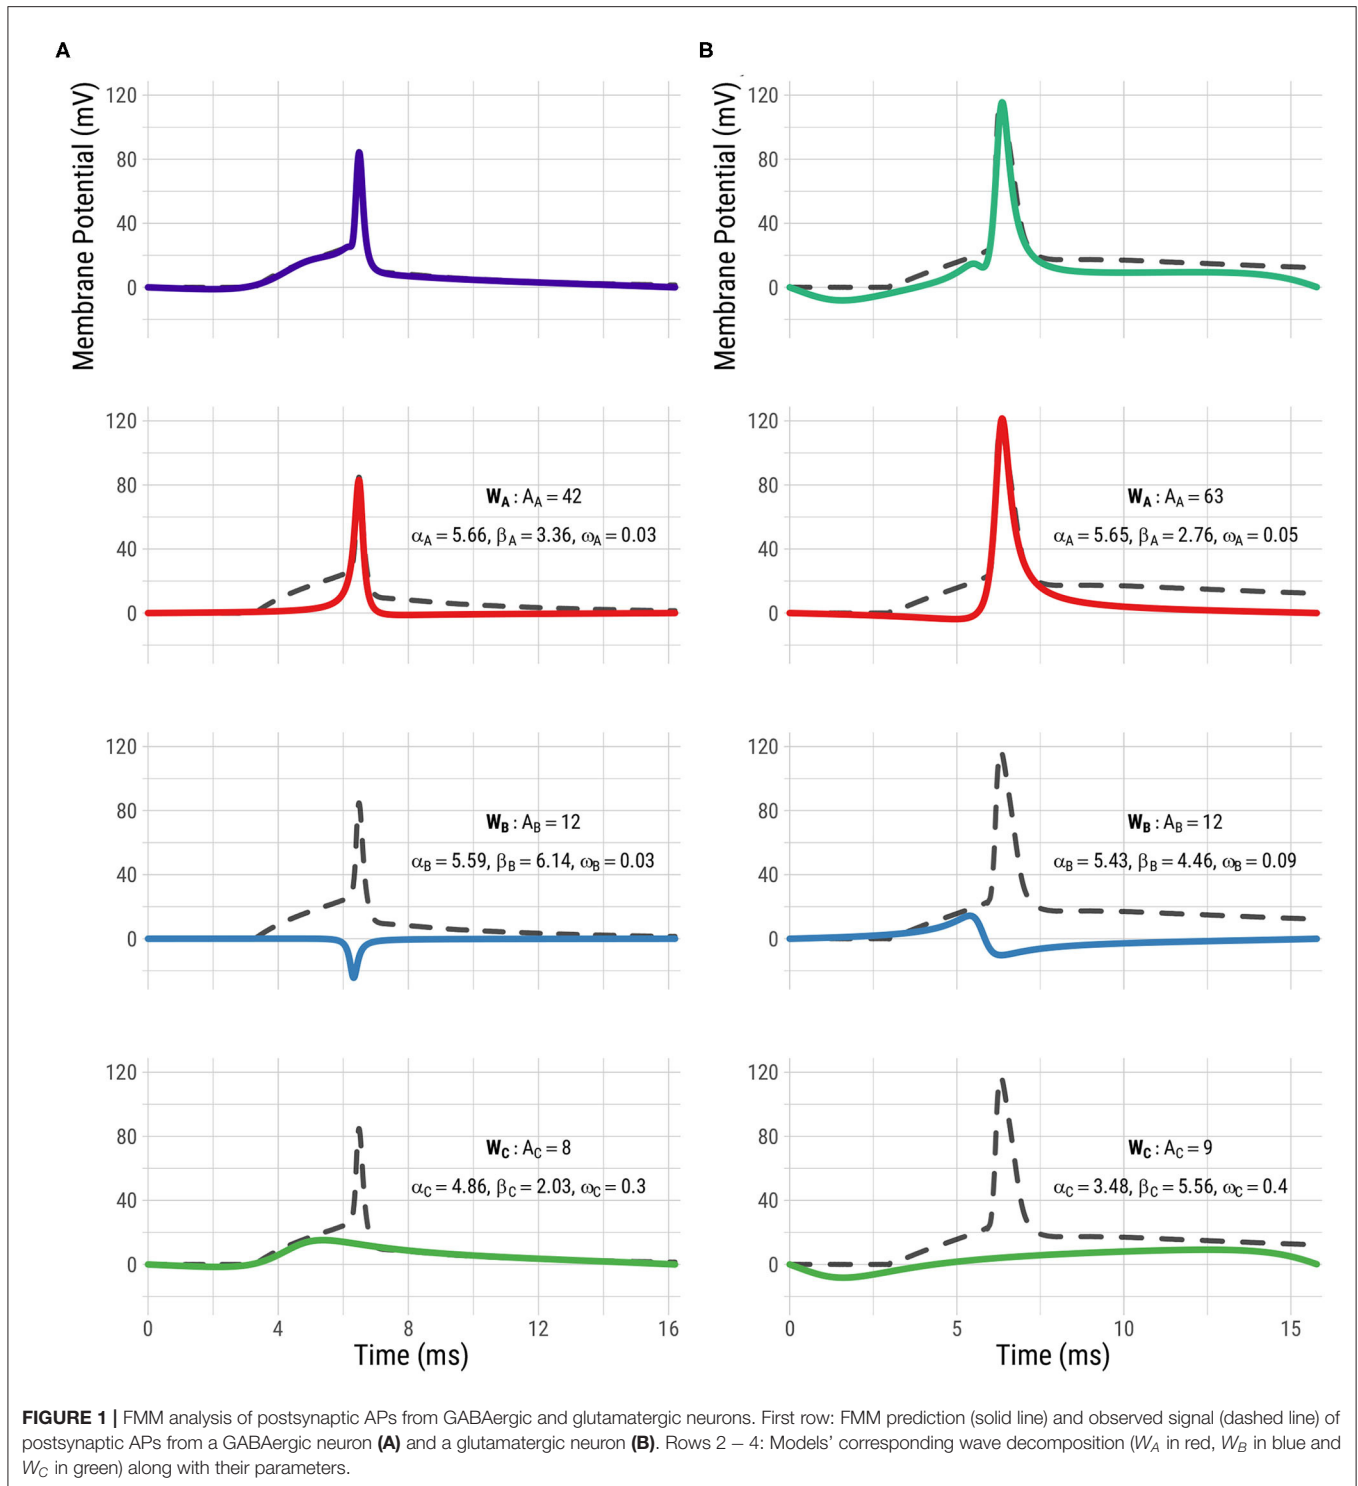 A
B
Membrane Potential (mV)
120
80
40
0
Membrane Potential (mV)
120
80
40
0
120
80
40
0
W_A : A_A = 42
α_A = 5.66, β_A = 3.36, ω_A = 0.03
120
80
40
0
W_A : A_A = 63
α_A = 5.65, β_A = 2.76, ω_A = 0.05
120
80
40
0
W_B : A_B = 12
α_B = 5.59, β_B = 6.14, ω_B = 0.03
120
80
40
0
W_B : A_B = 12
α_B = 5.43, β_B = 4.46, ω_B = 0.09
120
80
40
0
W_C : A_C = 8
α_C = 4.86, β_C = 2.03, ω_C = 0.3
0 4 8 12 16
Time (ms)
120
80
40
0
W_C : A_C = 9
α_C = 3.48, β_C = 5.56, ω_C = 0.4
0 5 10 15
Time (ms)
FIGURE 1 | FMM analysis of postsynaptic APs from GABAergic and glutamatergic neurons. First row: FMM prediction (solid line) and observed signal (dashed line) of
postsynaptic APs from a GABAergic neuron (A) and a glutamatergic neuron (B). Rows 2 – 4: Models' corresponding wave decomposition (W_A in red, W_B in blue and
W_C in green) along with their parameters.